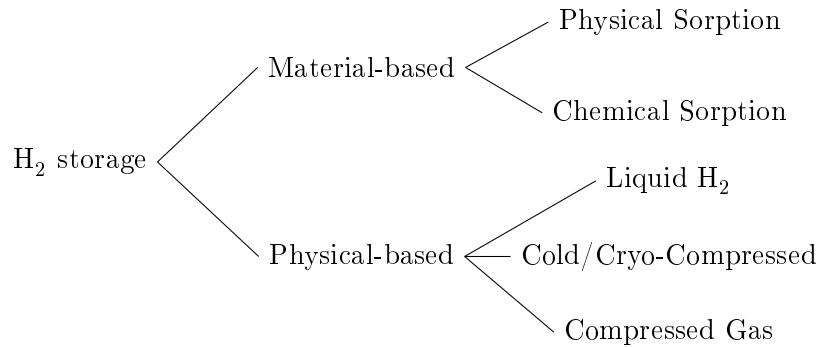 Physical Sorption
Material-based
Chemical Sorption
H₂ storage
Liquid H₂
Physical-based
Cold/Cryo-Compressed
Compressed Gas